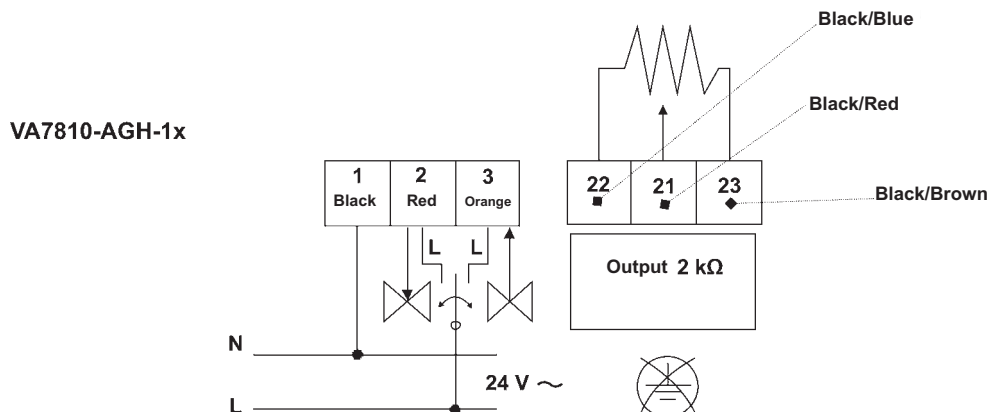 Black/Blue
Black/Red
VA7810-AGH-1x
1 2 3
Black Red Orange
22 21 23
Black/Brown
L L
Output 2 kΩ
N
24 V ~
L